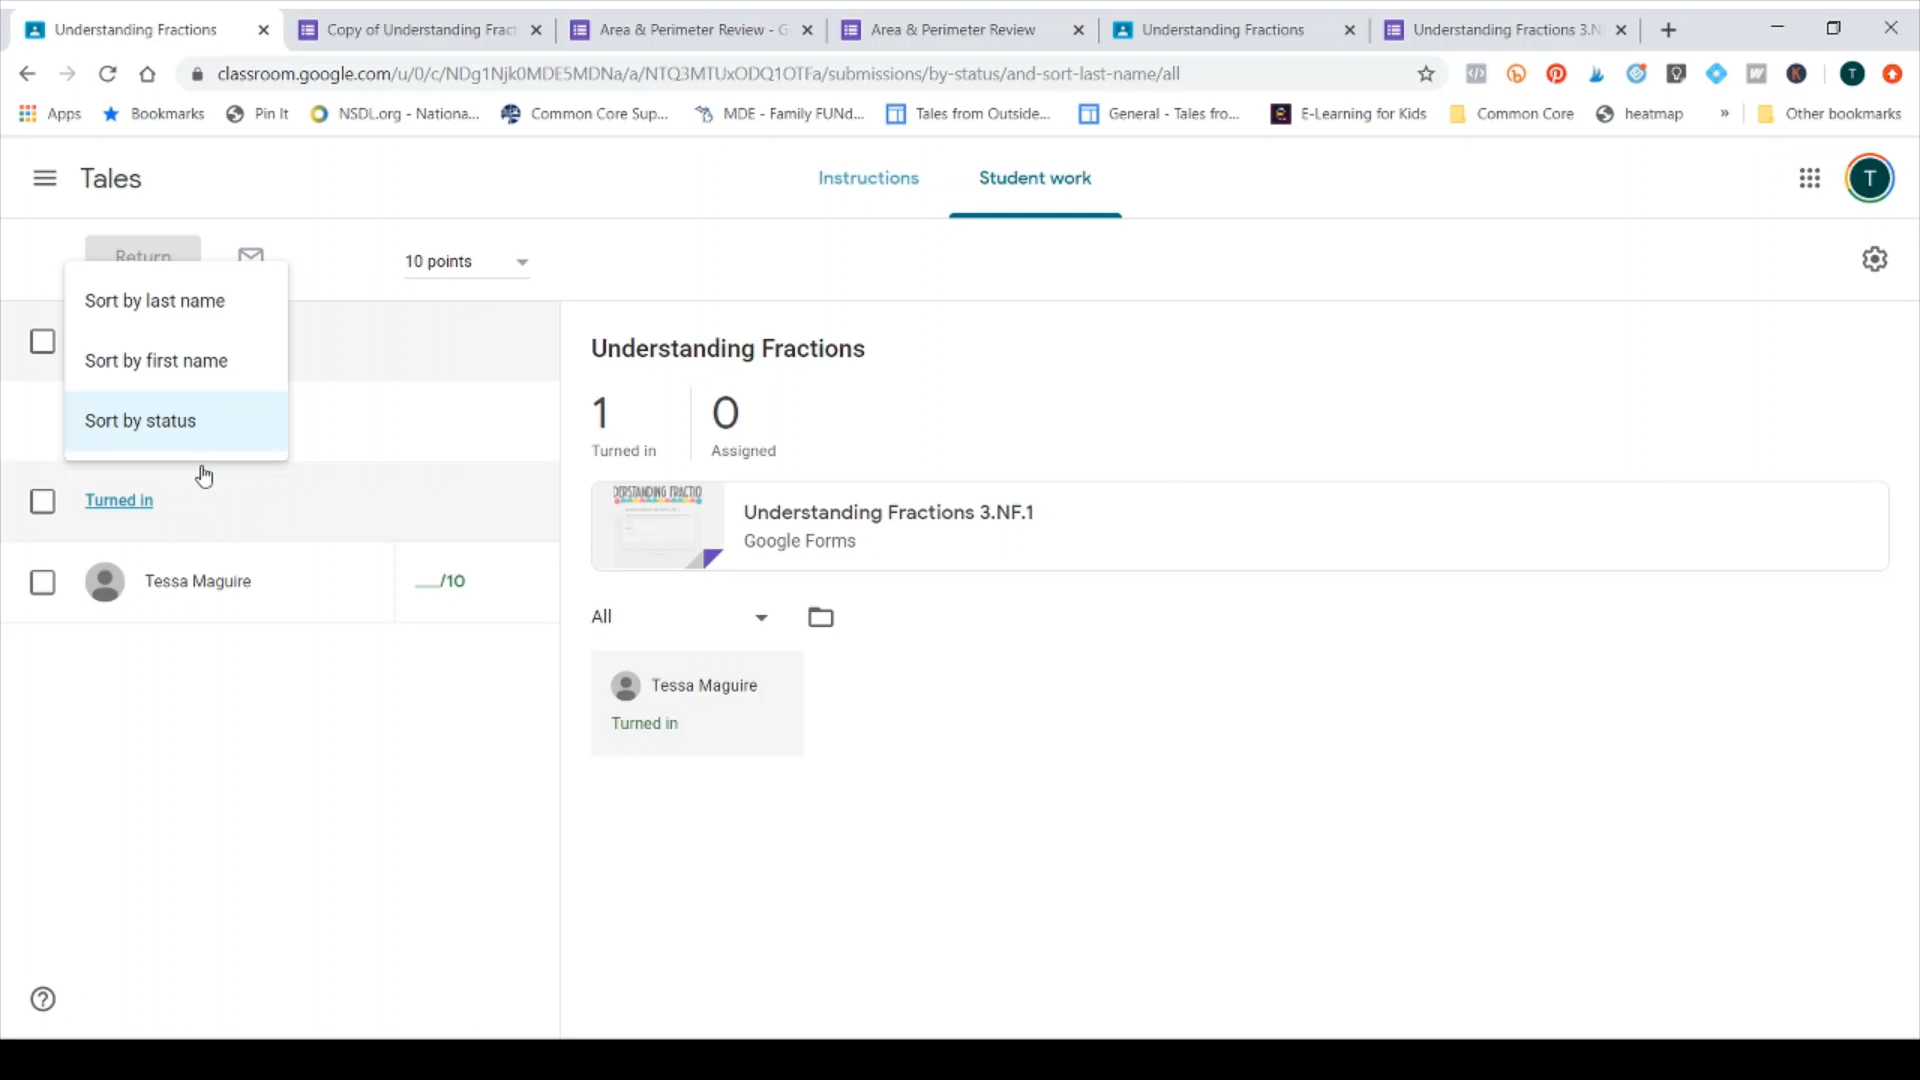 Understanding Fractions
Copy of Understanding Fract
Area & Perimeter Review - G
Area & Perimeter Review
Understanding Fractions
Understanding Fractions 3.N
classroom.google.com/u/0/c/NDg1Njk0MDE5MDNa/a/NTQ3MTUxODQ1OTFa/submissions/by-status/and-sort-last-name/all
Apps
Bookmarks
Pin It
NSDL.org - Nationa...
Common Core Sup...
MDE - Family FUNd...
Tales from Outside...
General - Tales fro...
E-Learning for Kids
Common Core
heatmap
»
Other bookmarks
Tales
Instructions
Student work
T
Return
10 points
Sort by last name
Sort by first name
Sort by status
Turned in
Tessa Maguire
__/10
Understanding Fractions
1
Turned in
0
Assigned
DERSTANDING FRACTIO
Understanding Fractions 3.NF.1
Google Forms
All
Tessa Maguire
Turned in